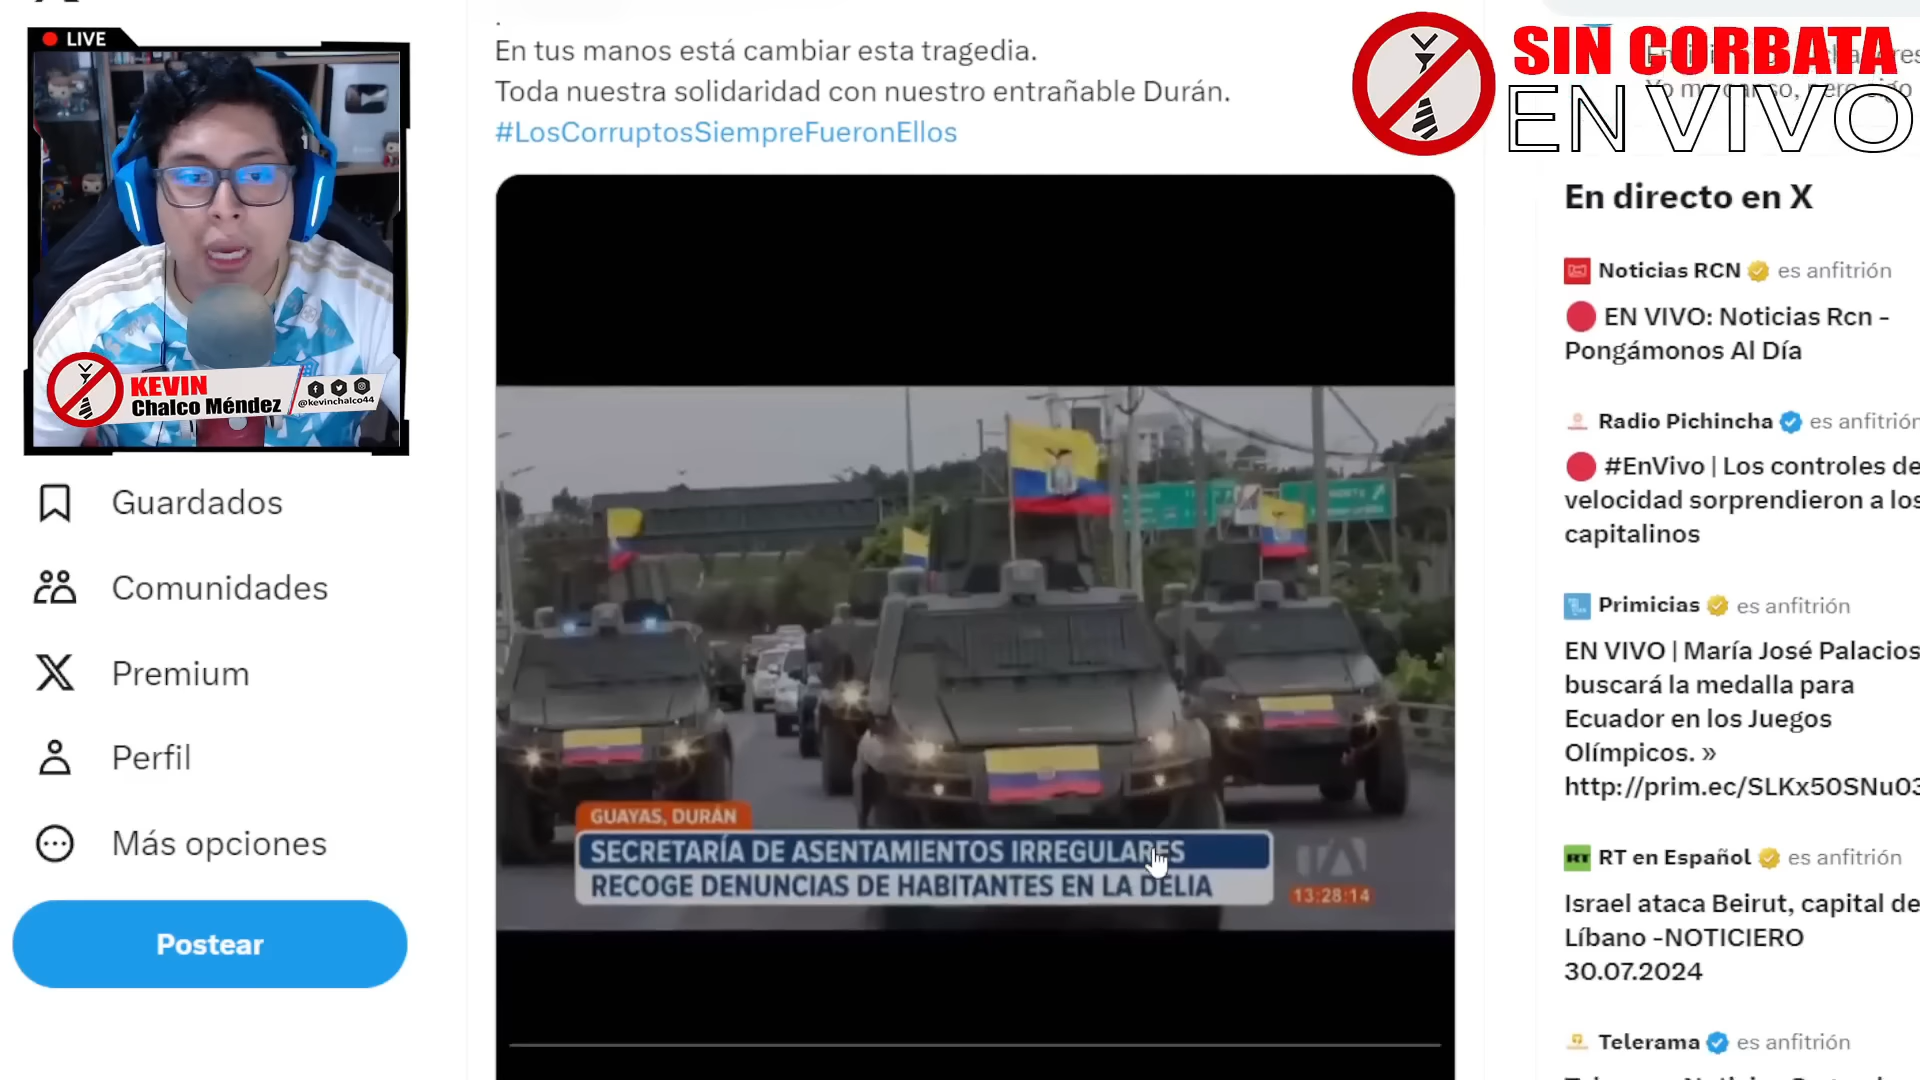 LIVE
KEVIN
Chalco Méndez
@kevinchalco44
Guardados
Comunidades
Premium
Perfil
Más opciones
Postear
En tus manos está cambiar esta tragedia.
Toda nuestra solidaridad con nuestro entrañable Durán.
#LosCorruptosSiempreFueronEllos
GUAYAS, DURÁN
SECRETARÍA DE ASENTAMIENTOS IRREGULARES
RECOGE DENUNCIAS DE HABITANTES EN LA DELIA
13:28:14
SIN CORBATA
EN VIVO
En directo en X
Noticias RCN es anfitrión
EN VIVO: Noticias Rcn -
Pongámonos Al Día
Radio Pichincha es anfitrión
#EnVivo | Los controles de
velocidad sorprendieron a los
capitalinos
Primicias es anfitrión
EN VIVO | María José Palacios
buscará la medalla para
Ecuador en los Juegos
Olímpicos. »
http://prim.ec/SLKx50SNu03
RT RT en Español es anfitrión
Israel ataca Beirut, capital de
Líbano -NOTICIERO
30.07.2024
Telerama es anfitrión